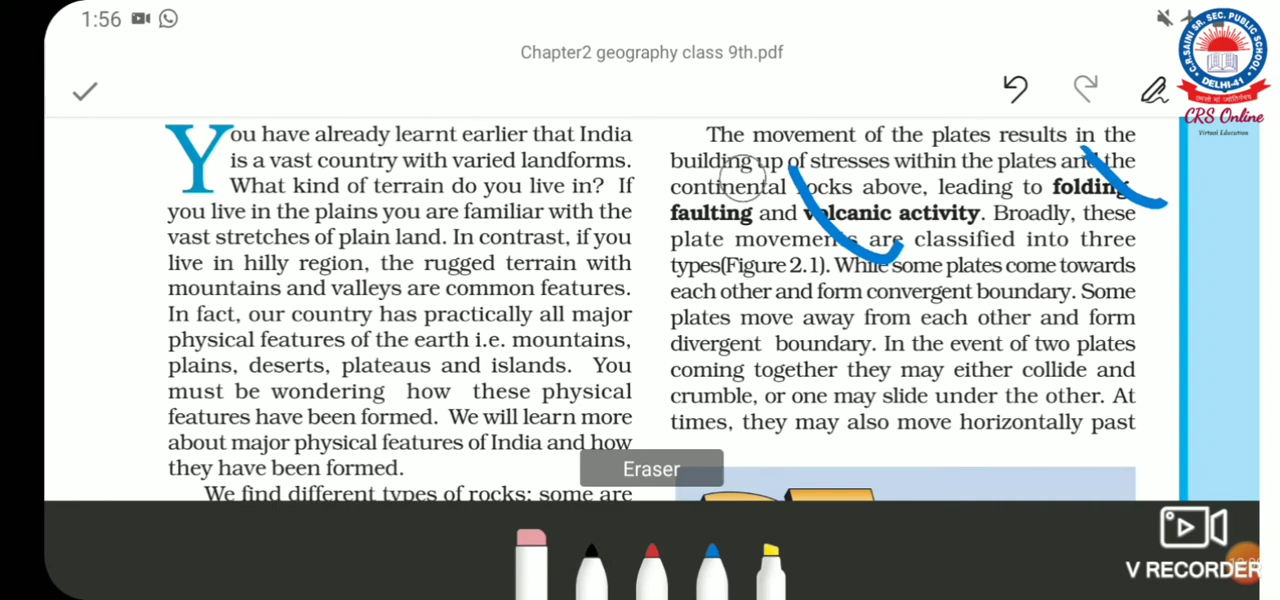 1:56
Chapter2 geography class 9th.pdf
C.R.SAINI SR. SEC. PUBLIC SCHOOL
DELHI-41
CRS Online
Virtual Education
You have already learnt earlier that India
is a vast country with varied landforms.
What kind of terrain do you live in? If
you live in the plains you are familiar with the
vast stretches of plain land. In contrast, if you
live in hilly region, the rugged terrain with
mountains and valleys are common features.
In fact, our country has practically all major
physical features of the earth i.e. mountains,
plains, deserts, plateaus and islands. You
must be wondering how these physical
features have been formed. We will learn more
about major physical features of India and how
they have been formed.
We find different types of rocks; some are
The movement of the plates results in the
building up of stresses within the plates and the
continental rocks above, leading to folding,
faulting and volcanic activity. Broadly, these
plate movements are classified into three
types(Figure 2.1). While some plates come towards
each other and form convergent boundary. Some
plates move away from each other and form
divergent boundary. In the event of two plates
coming together they may either collide and
crumble, or one may slide under the other. At
times, they may also move horizontally past
Eraser
V RECORDER